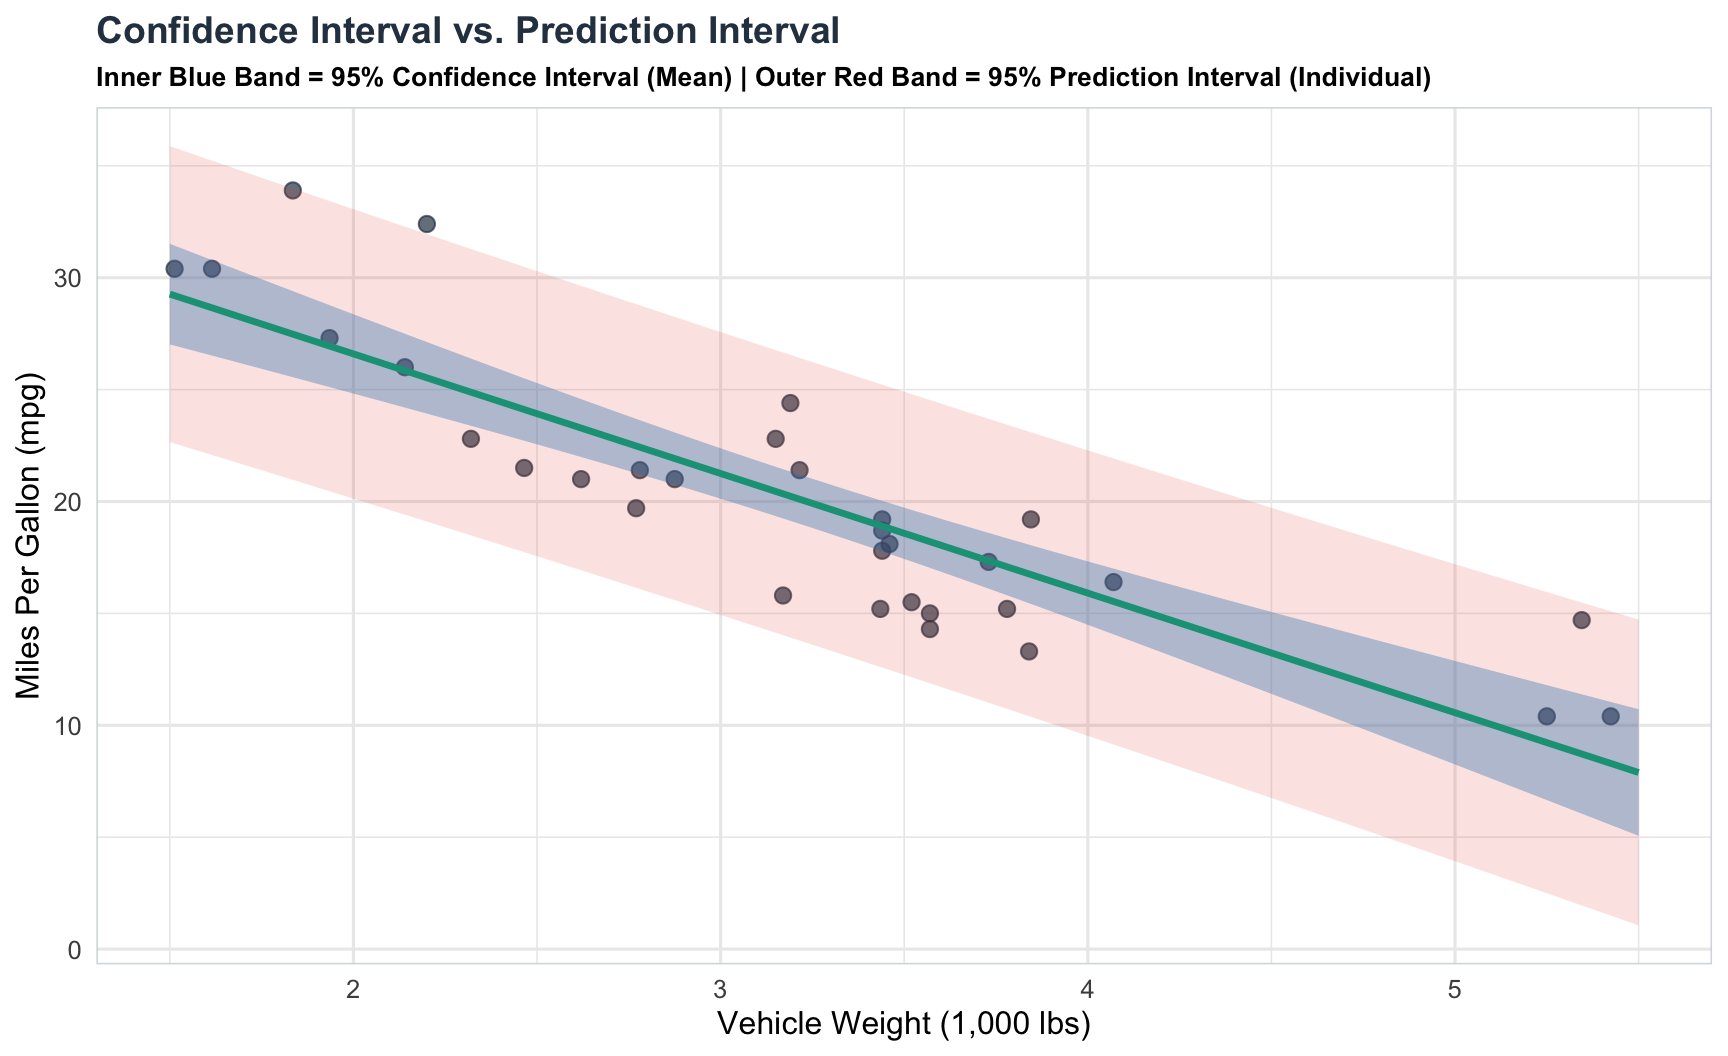 Confidence Interval vs. Prediction Interval
Inner Blue Band = 95% Confidence Interval (Mean) | Outer Red Band = 95% Prediction Interval (Individual)
Miles Per Gallon (mpg)
30
20
10
0
2
3
4
5
Vehicle Weight (1,000 lbs)